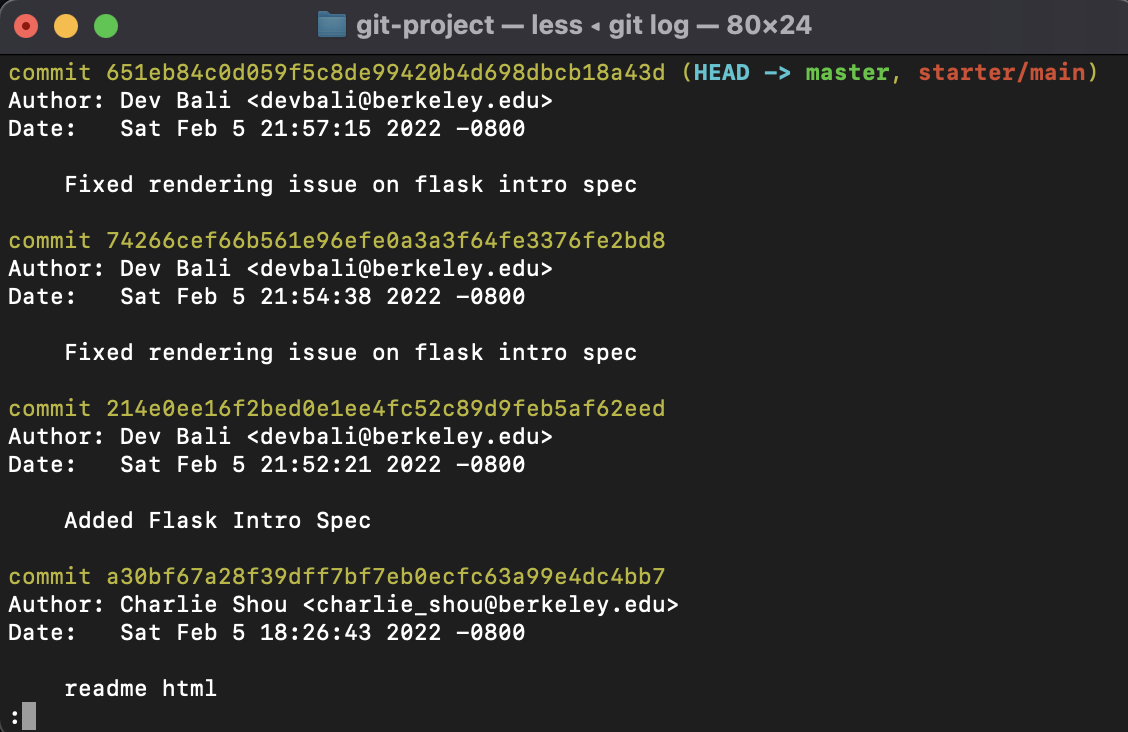 git-project — less ◂ git log — 80×24
commit 651eb84c0d059f5c8de99420b4d698dbcb18a43d (HEAD -> master, starter/main)
Author: Dev Bali <devbali@berkeley.edu>
Date:   Sat Feb 5 21:57:15 2022 -0800
    Fixed rendering issue on flask intro spec
commit 74266cef66b561e96efe0a3a3f64fe3376fe2bd8
Author: Dev Bali <devbali@berkeley.edu>
Date:   Sat Feb 5 21:54:38 2022 -0800
    Fixed rendering issue on flask intro spec
commit 214e0ee16f2bed0e1ee4fc52c89d9feb5af62eed
Author: Dev Bali <devbali@berkeley.edu>
Date:   Sat Feb 5 21:52:21 2022 -0800
    Added Flask Intro Spec
commit a30bf67a28f39dff7bf7eb0ecfc63a99e4dc4bb7
Author: Charlie Shou <charlie_shou@berkeley.edu>
Date:   Sat Feb 5 18:26:43 2022 -0800
    readme html
: